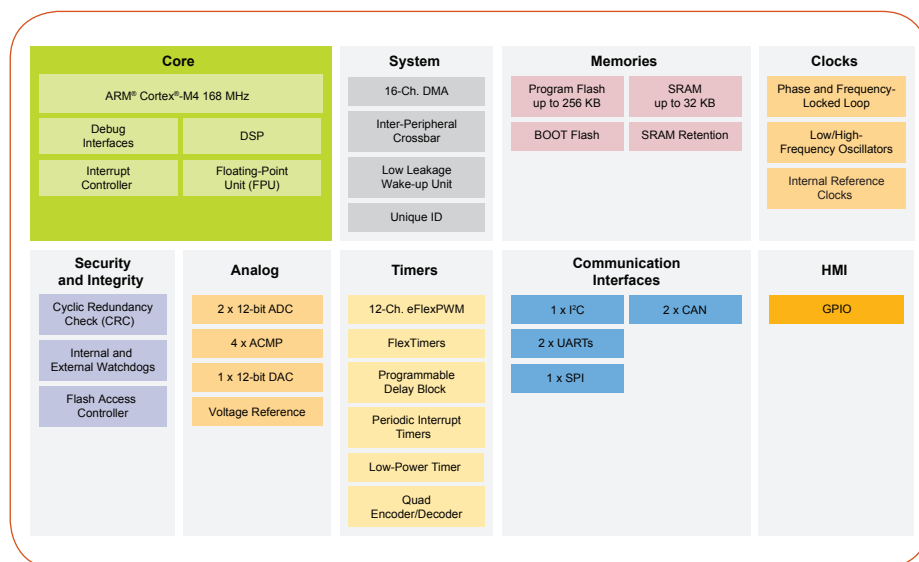 Core
ARM® Cortex®-M4 168 MHz
Debug
Interfaces
DSP
Interrupt
Controller
Floating-Point
Unit (FPU)
System
16-Ch. DMA
Inter-Peripheral
Crossbar
Low Leakage
Wake-up Unit
Unique ID
Memories
Program Flash
up to 256 KB
SRAM
up to 32 KB
BOOT Flash
SRAM Retention
Clocks
Phase and Frequency-
Locked Loop
Low/High-
Frequency Oscillators
Internal Reference
Clocks
Security
and Integrity
Cyclic Redundancy
Check (CRC)
Internal and
External Watchdogs
Flash Access
Controller
Analog
2 x 12-bit ADC
4 x ACMP
1 x 12-bit DAC
Voltage Reference
Timers
12-Ch. eFlexPWM
FlexTimers
Programmable
Delay Block
Periodic Interrupt
Timers
Low-Power Timer
Quad
Encoder/Decoder
Communication
Interfaces
1 x I²C
2 x CAN
2 x UARTs
1 x SPI
HMI
GPIO